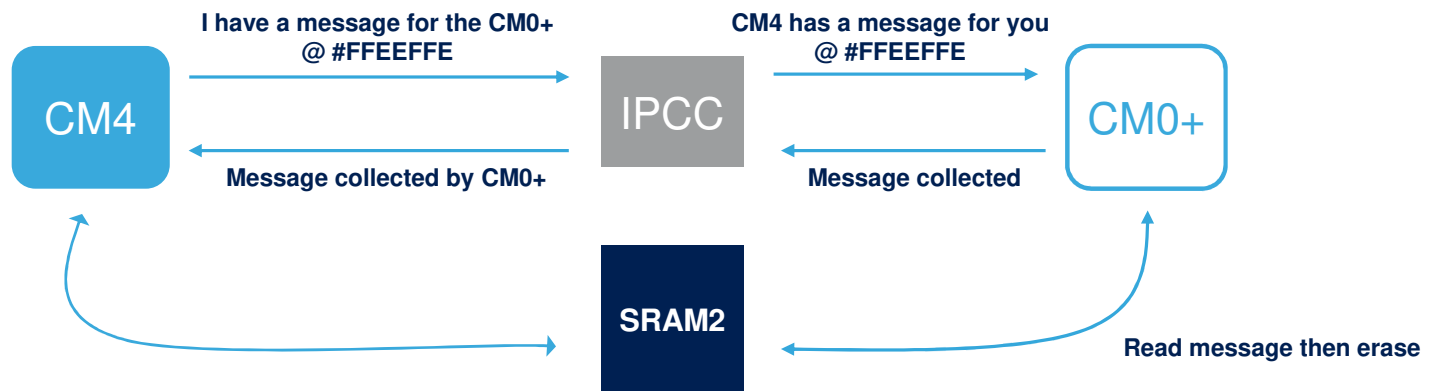 I have a message for the CM0+
@ #FFEEFFE
CM4 has a message for you
@ #FFEEFFE
CM4
IPCC
CM0+
Message collected by CM0+
Message collected
SRAM2
Read message then erase